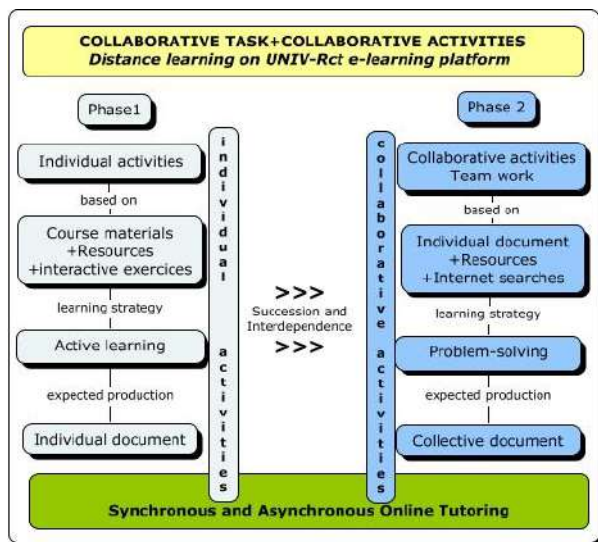 COLLABORATIVE TASK+COLLABORATIVE ACTIVITIES
Distance learning on UNIV-Rct e-learning platform
Phase1
Individual activities
based on
Course materials
+Resources
+interactive exercices
learning strategy
Active learning
expected production
Individual document
individual activities
>>>
Succession and
Interdependence
>>>
collaborative activities
Phase 2
Collaborative activities
Team work
based on
Individual document
+Resources
+Internet searches
learning strategy
Problem-solving
expected production
Collective document
Synchronous and Asynchronous Online Tutoring